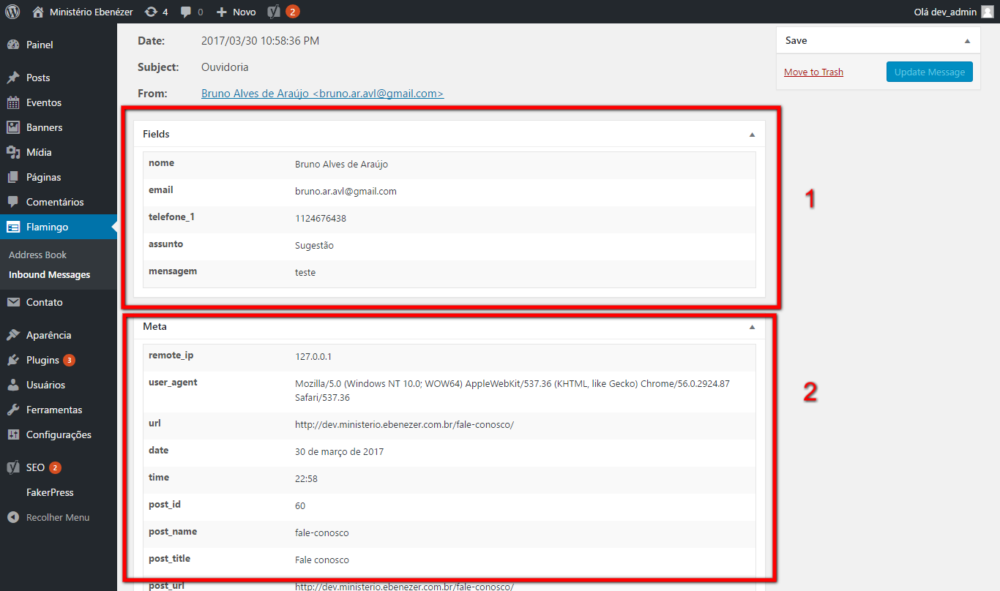 Ministério Ebenézer 4 0 Novo 2 Olá dev_admin
Painel
Posts
Eventos
Banners
Mídia
Páginas
Comentários
Flamingo
Address Book
Inbound Messages
Contato
Aparência
Plugins 3
Usuários
Ferramentas
Configurações
SEO 2
FakerPress
Recolher Menu
Date: 2017/03/30 10:58:36 PM
Subject: Ouvidoria
From: Bruno Alves de Araújo <bruno.ar.avl@gmail.com>
Save
Move to Trash Update Message
Fields
nome Bruno Alves de Araújo
email bruno.ar.avl@gmail.com
telefone_1 1124676438
assunto Sugestão
mensagem teste
1
Meta
remote_ip 127.0.0.1
user_agent Mozilla/5.0 (Windows NT 10.0; WOW64) AppleWebKit/537.36 (KHTML, like Gecko) Chrome/56.0.2924.87
Safari/537.36
url http://dev.ministerio.ebenezer.com.br/fale-conosco/
date 30 de março de 2017
time 22:58
post_id 60
post_name fale-conosco
post_title Fale conosco
post_url http://dev.ministerio.ebenezer.com.br/fale-conosco/
2